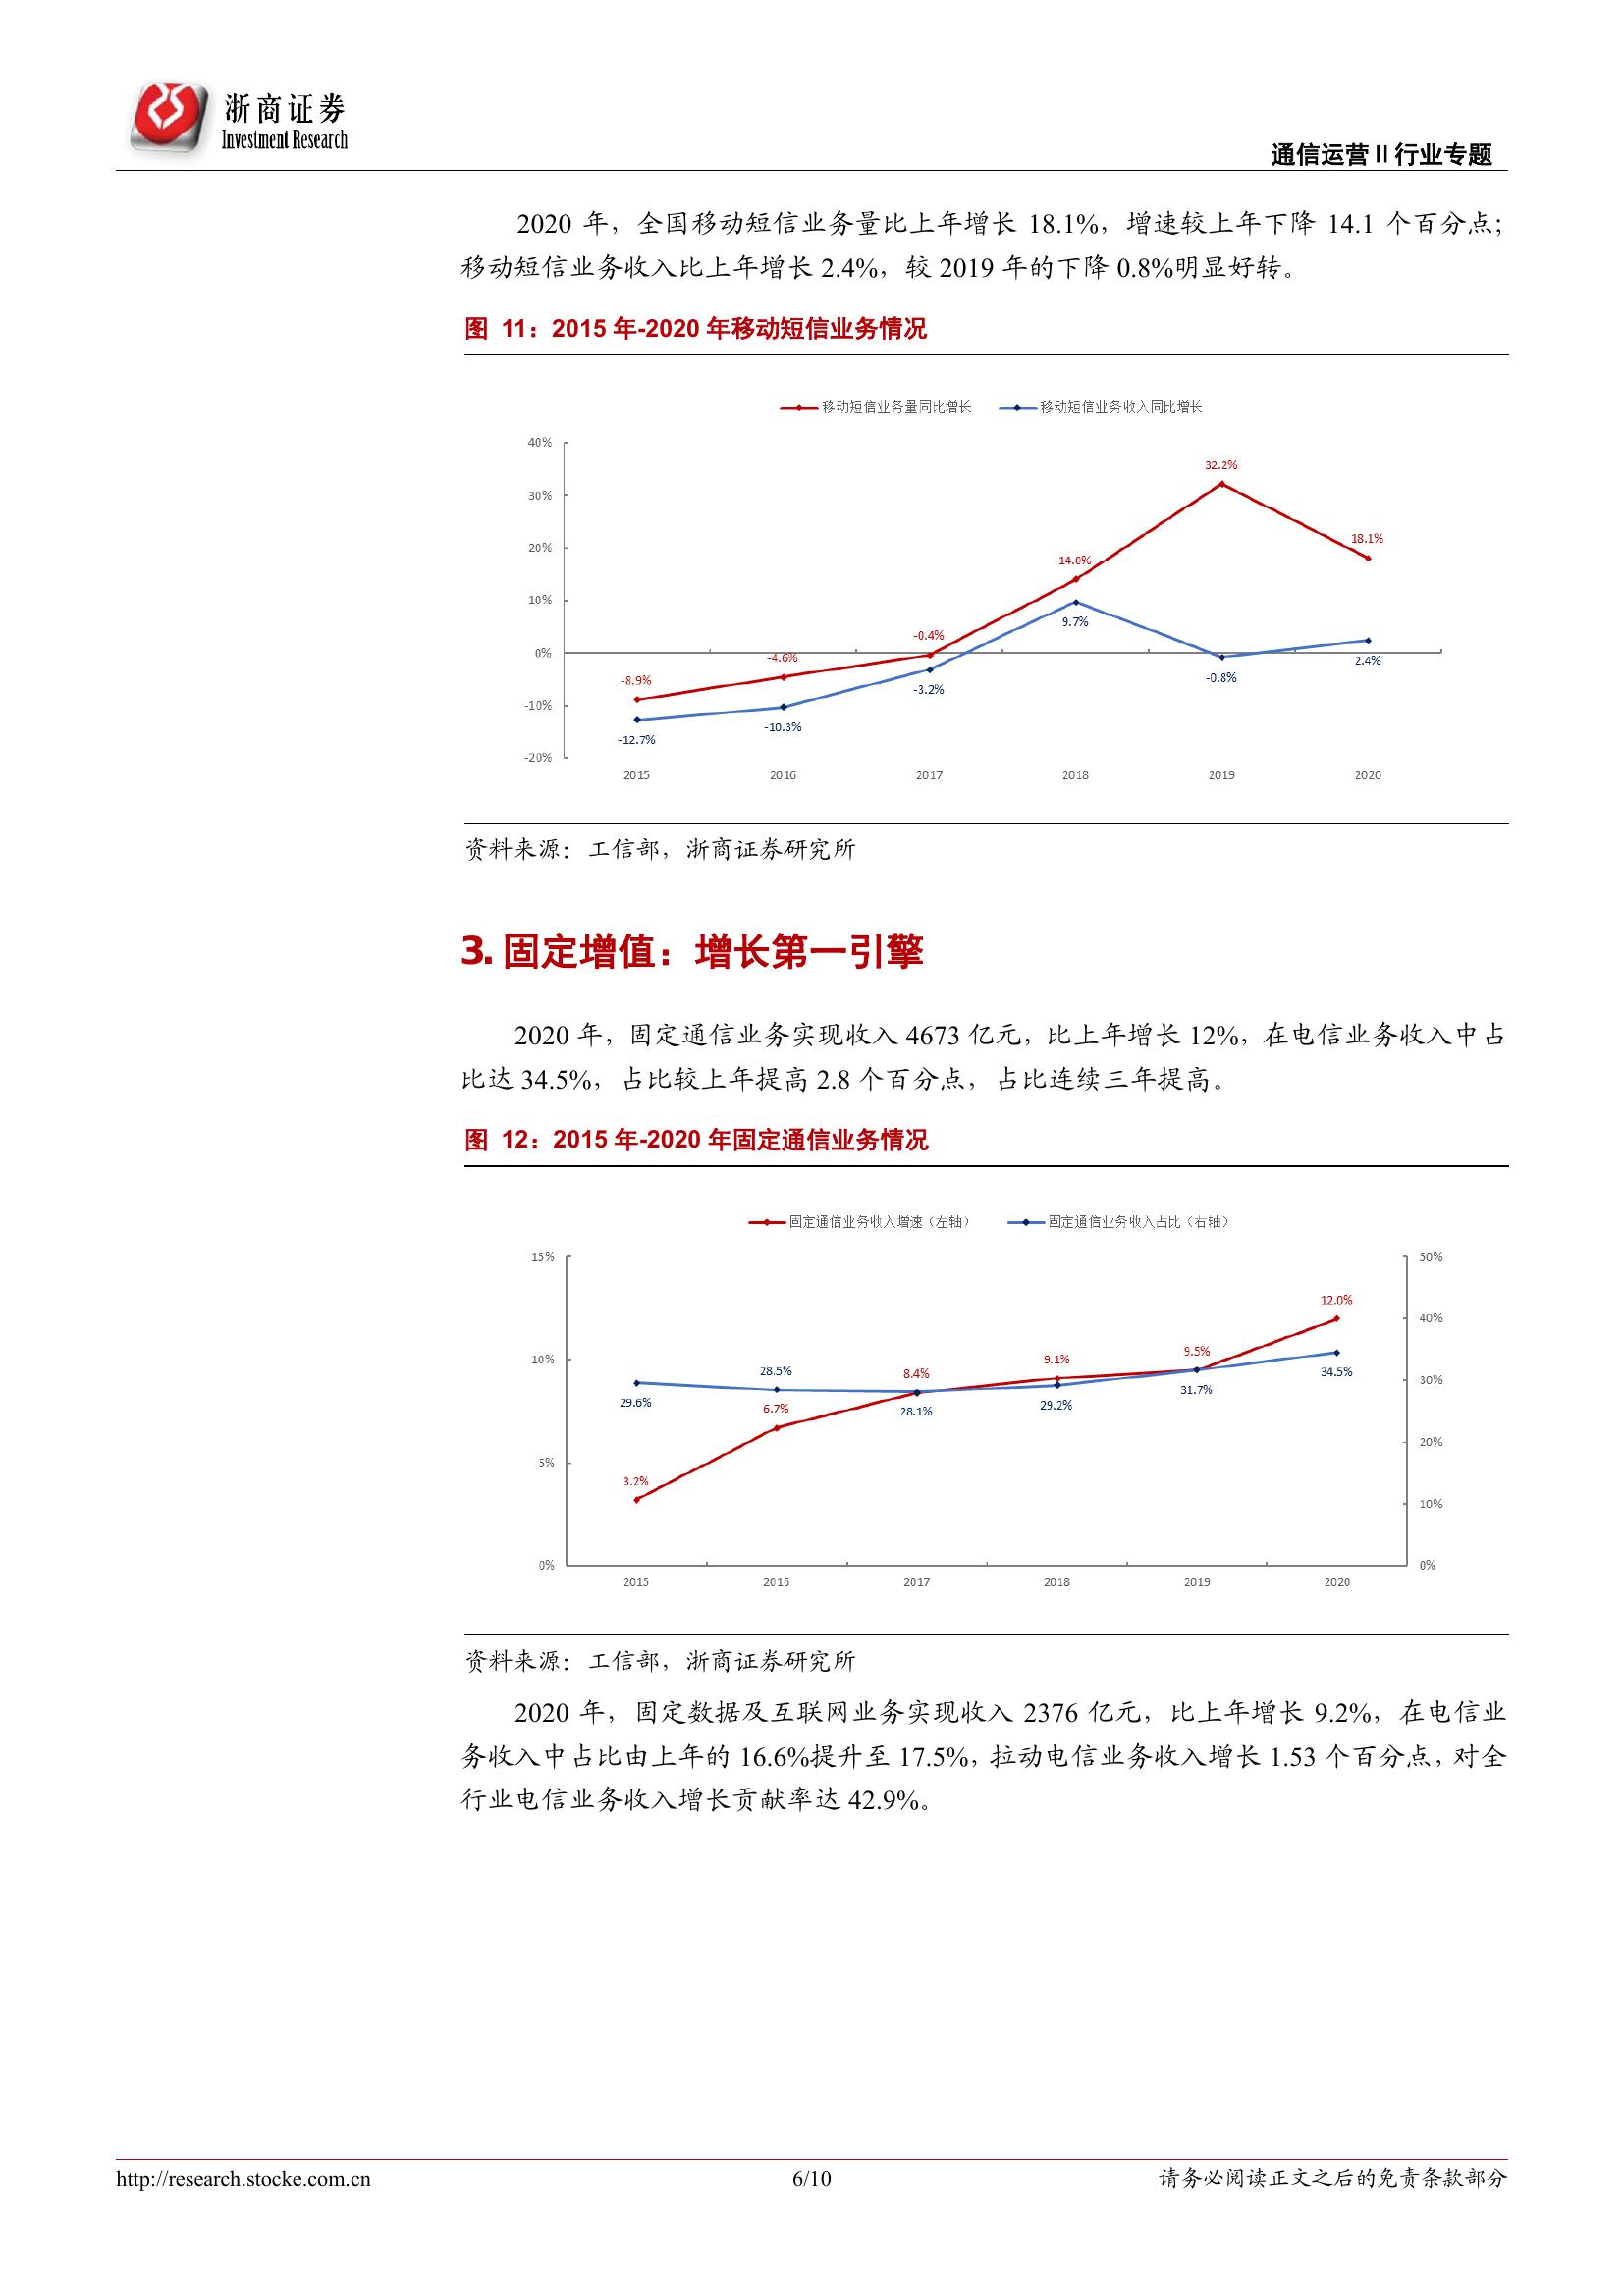 浙商证券
Investment Research
通信运营Ⅱ行业专题
2020 年，全国移动短信业务量比上年增长 18.1%，增速较上年下降 14.1 个百分点；
移动短信业务收入比上年增长 2.4%，较 2019 年的下降 0.8%明显好转。
图 11：2015 年-2020 年移动短信业务情况
移动短信业务量同比增长 移动短信业务收入同比增长
40%
32.2%
30%
20%
18.1%
14.0%
10%
9.7%
-0.4%
0%
-4.6%
2.4%
-8.9%
-0.8%
-3.2%
-10%
-10.3%
-12.7%
-20%
2015 2016 2017 2018 2019 2020
资料来源：工信部，浙商证券研究所
3. 固定增值：增长第一引擎
2020 年，固定通信业务实现收入 4673 亿元，比上年增长 12%，在电信业务收入中占
比达 34.5%，占比较上年提高 2.8 个百分点，占比连续三年提高。
图 12：2015 年-2020 年固定通信业务情况
固定通信业务收入增速（左轴） 固定通信业务收入占比（右轴）
15% 50%
12.0%
40%
9.5%
10% 9.1%
28.5% 8.4% 34.5%
30%
31.7%
29.6% 6.7% 28.1% 29.2%
20%
5%
3.2%
10%
0% 0%
2015 2016 2017 2018 2019 2020
资料来源：工信部，浙商证券研究所
2020 年，固定数据及互联网业务实现收入 2376 亿元，比上年增长 9.2%，在电信业
务收入中占比由上年的 16.6%提升至 17.5%，拉动电信业务收入增长 1.53 个百分点，对全
行业电信业务收入增长贡献率达 42.9%。
http://research.stocke.com.cn 6/10 请务必阅读正文之后的免责条款部分